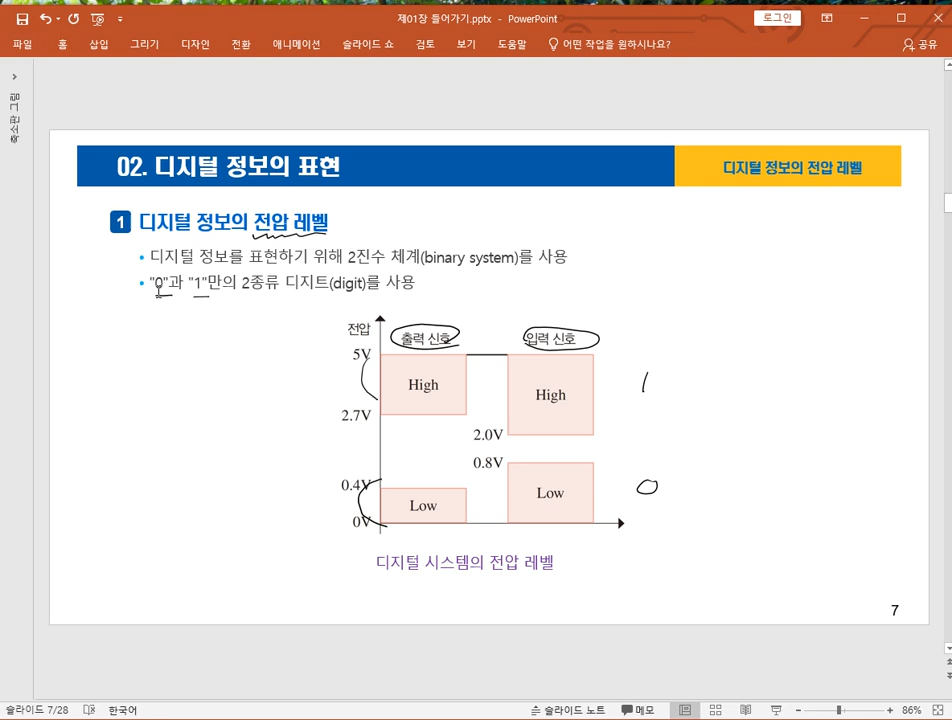 제01장 들어가기.pptx - PowerPoint
로그인
파일 홈 삽입 그리기 디자인 전환 애니메이션 슬라이드 쇼 검토 보기 도움말 어떤 작업을 원하시나요? 공유
축소판 그림
02. 디지털 정보의 표현
디지털 정보의 전압 레벨
1 디지털 정보의 전압 레벨
• 디지털 정보를 표현하기 위해 2진수 체계(binary system)를 사용
• "0"과 "1"만의 2종류 디지트(digit)를 사용
전압
출력 신호
입력 신호
5V
High
High
1
2.7V
2.0V
0.8V
0.4V
Low
Low
0
0V
디지털 시스템의 전압 레벨
7
슬라이드 7/28 한국어 슬라이드 노트 메모 86%